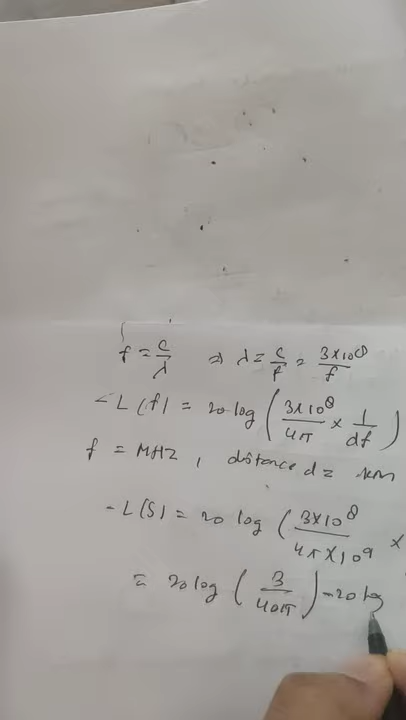 f = c/λ ⇒ λ = c/f = 3×10⁸/f
-L(f) = 20 log (3×10⁸/4π × 1/df)
f = MHZ, distance d = km
-L(S) = 20 log (3×10⁸/4π×10⁹ ×
= 20 log (3/40π) - 20 log